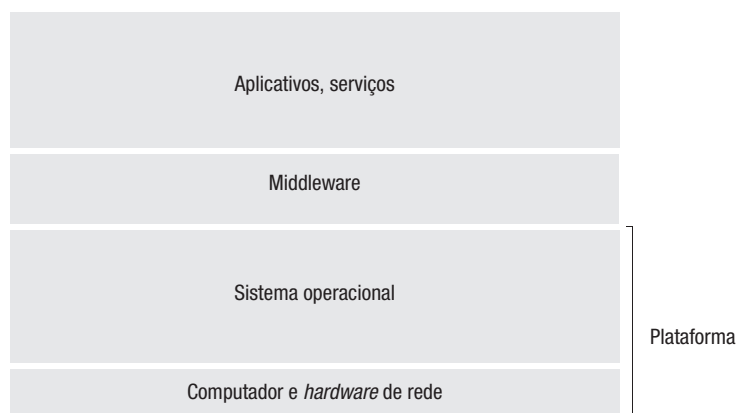 Aplicativos, serviços
Middleware
Sistema operacional
Plataforma
Computador e hardware de rede